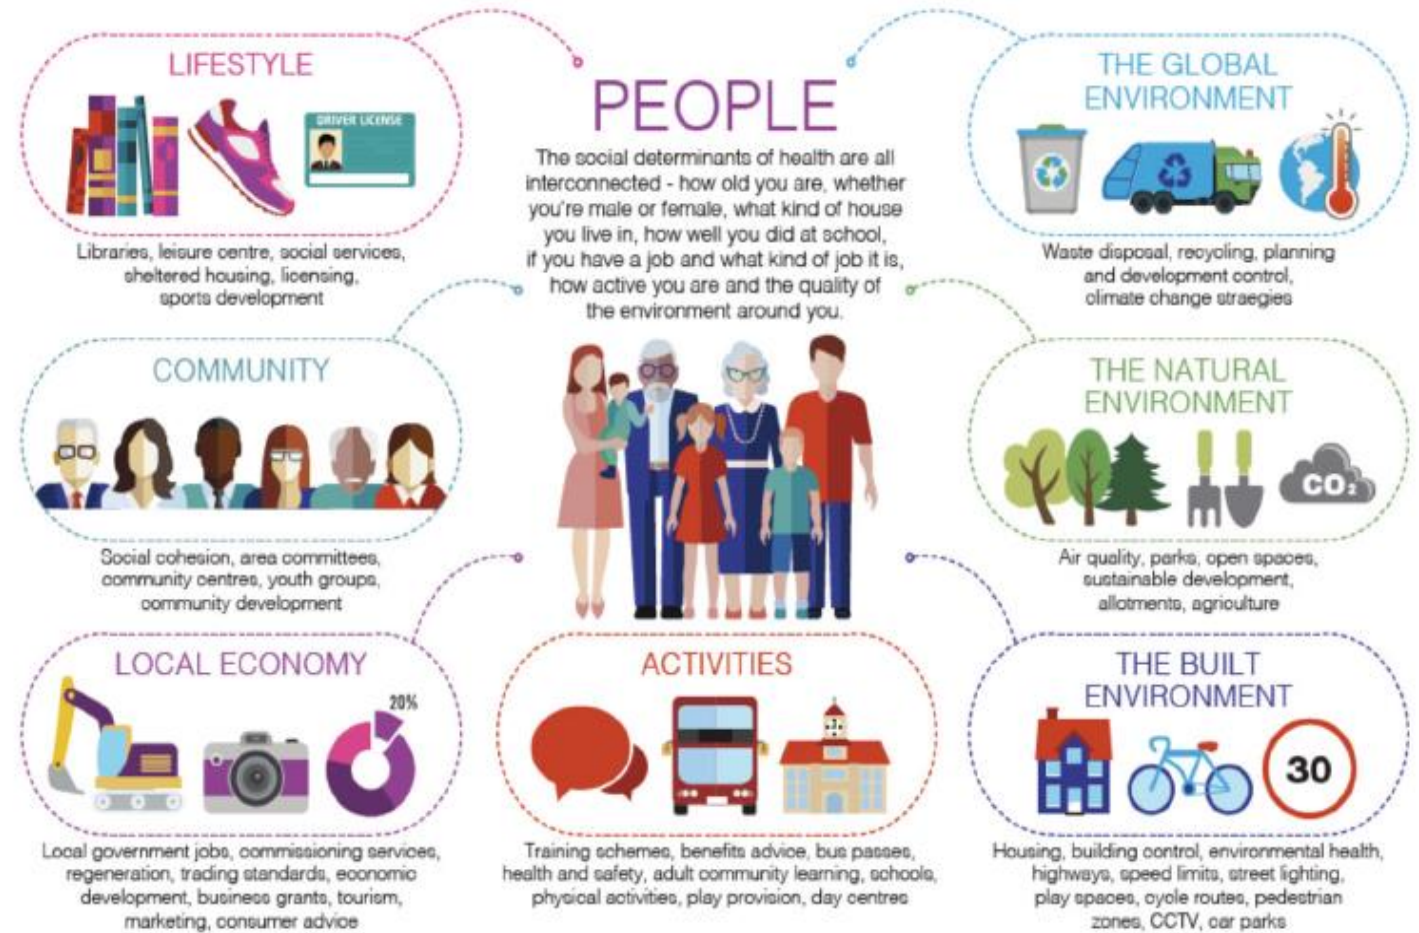 LIFESTYLE
DRIVER LICENSE
Libraries, leisure centre, social services,
sheltered housing, licensing,
sports development
PEOPLE
The social determinants of health are all
interconnected - how old you are, whether
you're male or female, what kind of house
you live in, how well you did at school,
if you have a job and what kind of job it is,
how active you are and the quality of
the environment around you.
THE GLOBAL
ENVIRONMENT
Waste disposal, recycling, planning
and development control,
climate change straegies
COMMUNITY
Social cohesion, area committees,
community centres, youth groups,
community development
THE NATURAL
ENVIRONMENT
CO₂
Air quality, parks, open spaces,
sustainable development,
allotments, agriculture
LOCAL ECONOMY
20%
Local government jobs, commissioning services,
regeneration, trading standards, economic
development, business grants, tourism,
marketing, consumer advice
ACTIVITIES
Training schemes, benefits advice, bus passes,
health and safety, adult community learning, schools,
physical activities, play provision, day centres
THE BUILT
ENVIRONMENT
30
Housing, building control, environmental health,
highways, speed limits, street lighting,
play spaces, cycle routes, pedestrian
zones, CCTV, car parks